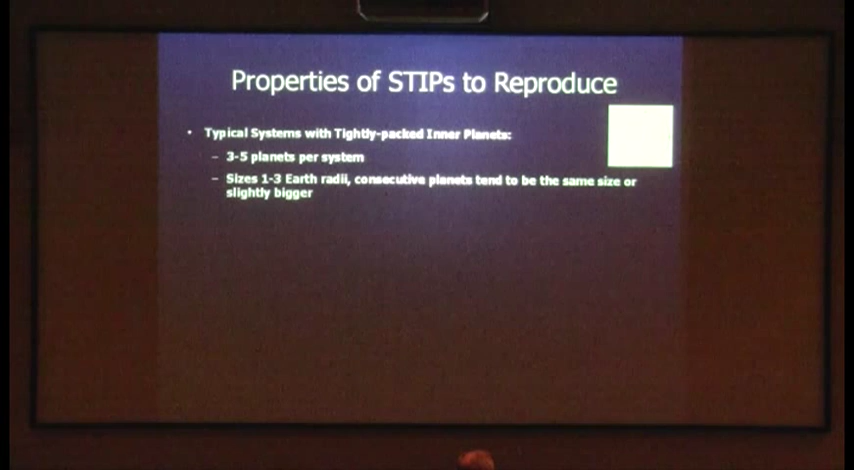 Properties of STIPs to Reproduce
• Typical Systems with Tightly-packed Inner Planets:
– 3-5 planets per system
– Sizes 1-3 Earth radii, consecutive planets tend to be the same size or
slightly bigger